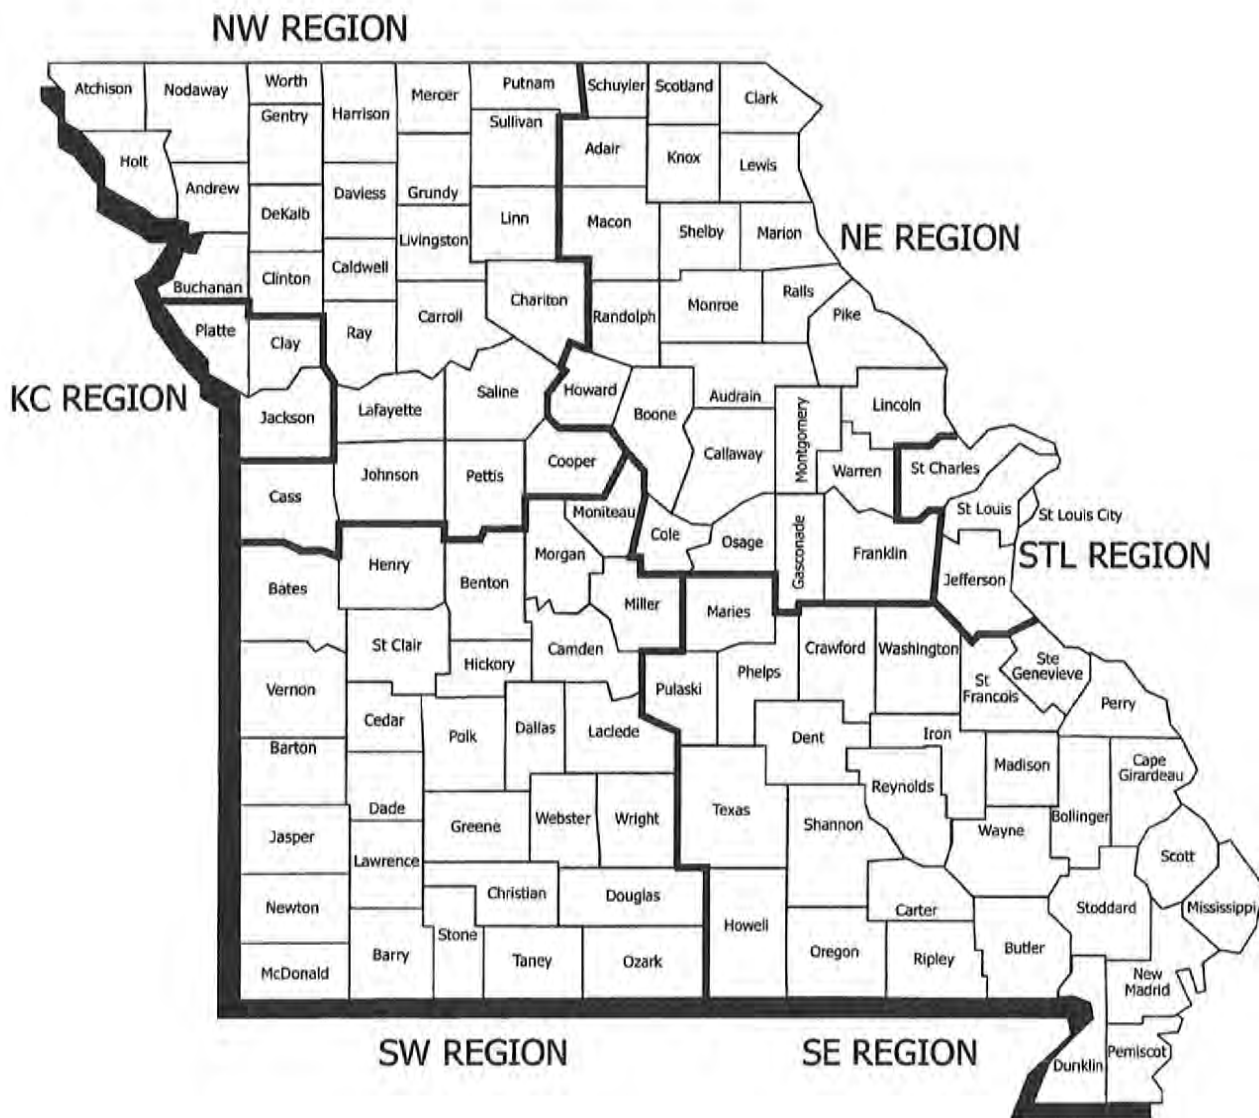 NW REGION
Atchison
Nodaway
Worth
Gentry
Harrison
Mercer
Putnam
Sullivan
Schuyler
Scotland
Clark
Holt
Andrew
DeKalb
Daviess
Grundy
Linn
Adair
Knox
Lewis
Macon
Shelby
Marion
NE REGION
Buchanan
Clinton
Caldwell
Livingston
Chariton
Randolph
Monroe
Ralls
Pike
Platte
Clay
Ray
Carroll
KC REGION
Jackson
Lafayette
Saline
Howard
Boone
Audrain
Montgomery
Lincoln
Cass
Johnson
Pettis
Cooper
Callaway
Warren
St Charles
Moniteau
Cole
Osage
Gasconade
Franklin
St Louis
St Louis City
STL REGION
Jefferson
Bates
Henry
Benton
Morgan
Miller
Maries
St Clair
Hickory
Camden
Pulaski
Phelps
Crawford
Washington
St
Francois
Ste
Genevieve
Perry
Vernon
Cedar
Polk
Dallas
Laclede
Dent
Iron
Madison
Cape
Girardeau
Barton
Dade
Greene
Webster
Wright
Texas
Shannon
Reynolds
Wayne
Bollinger
Scott
Jasper
Lawrence
Christian
Douglas
Howell
Carter
Stoddard
Mississippi
Newton
Barry
Stone
Taney
Ozark
Oregon
Ripley
Butler
New
Madrid
McDonald
SW REGION
SE REGION
Dunklin
Pemiscot